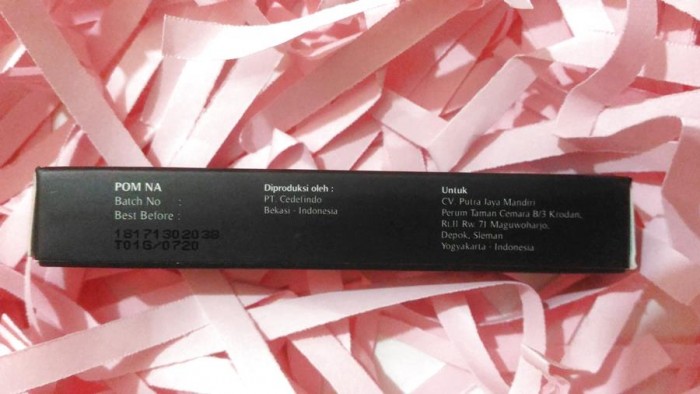 POM NA
Batch No :
Best Before :
18171302038
T01G/0720
Diproduksi oleh :
PT. Cedefindo
Bekasi - Indonesia
Untuk
CV. Putra Jaya Mandiri
Perum Taman Cemara B/3 Krodan,
Rt.11 Rw. 71 Maguwoharjo,
Depok, Sleman
Yogyakarta - Indonesia